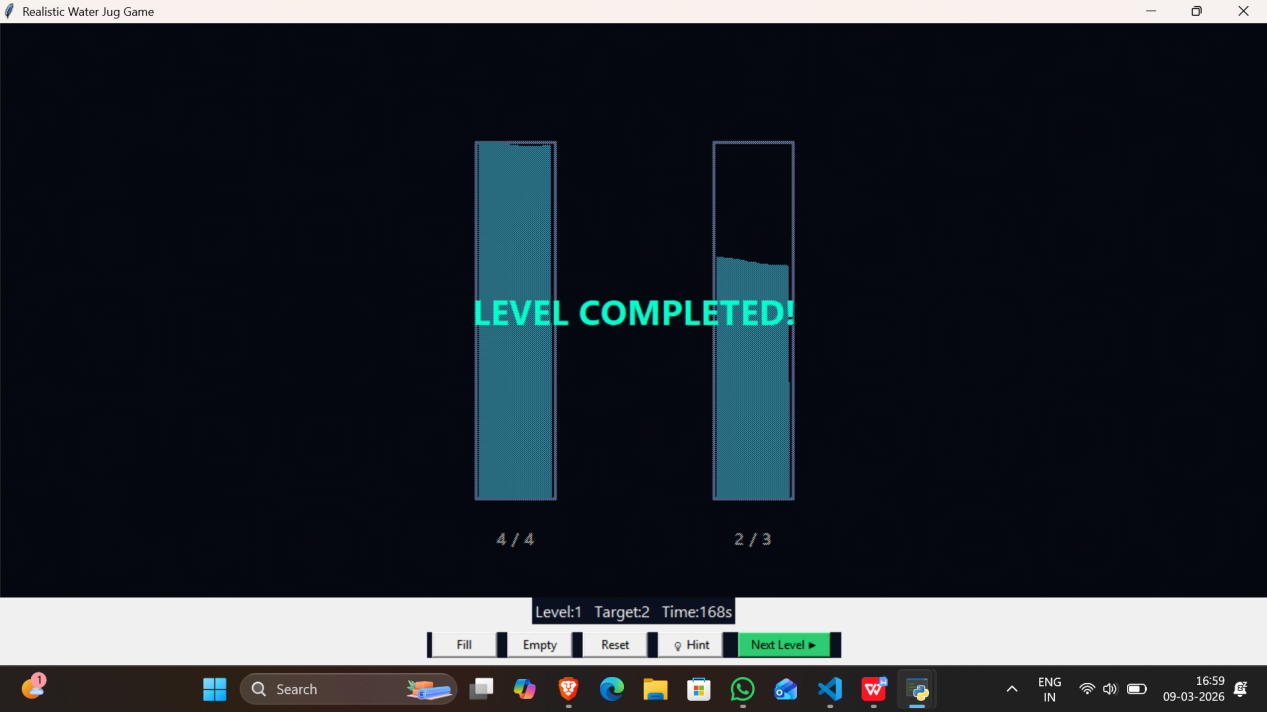 Realistic Water Jug Game
LEVEL COMPLETED!
4 / 4
2 / 3
Level:1 Target:2 Time:168s
Fill
Empty
Reset
Hint
Next Level ►
1
Search
ENG
IN
16:59
09-03-2026